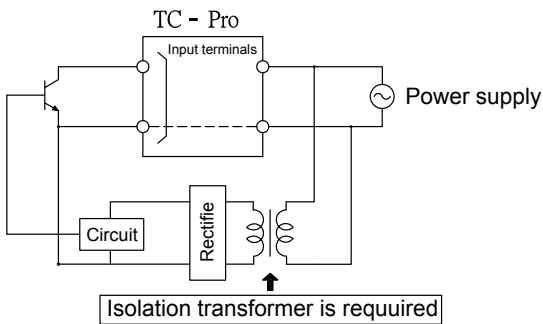 TC - Pro
Input terminals
Power supply
Circuit
Rectifie
Isolation transformer is requuired